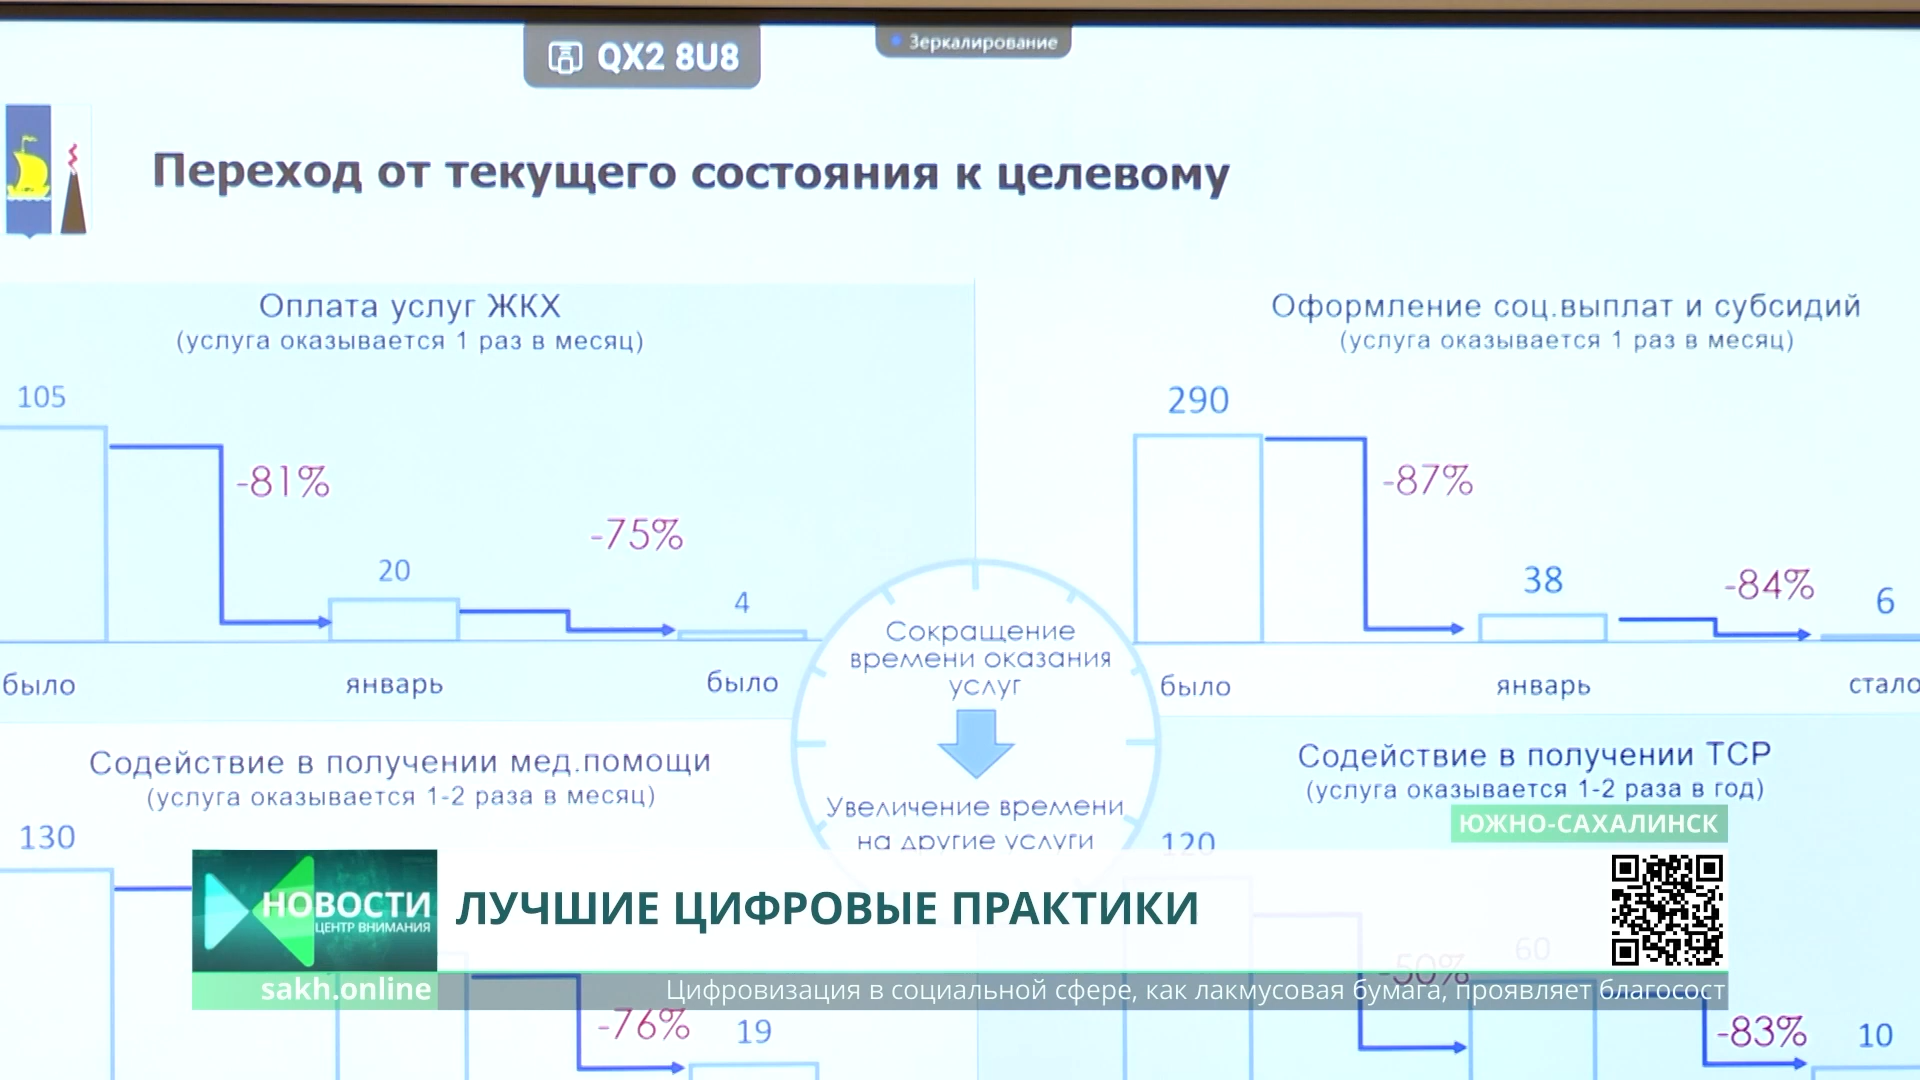 QX2 8U8
Зеркалирование
Переход от текущего состояния к целевому
Оплата услуг ЖКХ
(услуга оказывается 1 раз в месяц)
105
-81%
20
-75%
4
было
январь
было
Оформление соц.выплат и субсидий
(услуга оказывается 1 раз в месяц)
290
-87%
38
-84%
6
было
январь
стало
Сокращение
времени оказания
услуг
Увеличение времени
на другие услуги
Содействие в получении мед.помощи
(услуга оказывается 1-2 раза в месяц)
130
-76%
19
Содействие в получении ТСР
(услуга оказывается 1-2 раза в год)
120
-50%
60
-83%
10
ЮЖНО-САХАЛИНСК
НОВОСТИ
ЦЕНТР ВНИМАНИЯ
ЛУЧШИЕ ЦИФРОВЫЕ ПРАКТИКИ
sakh.online
Цифровизация в социальной сфере, как лакмусовая бумага, проявляет благосост